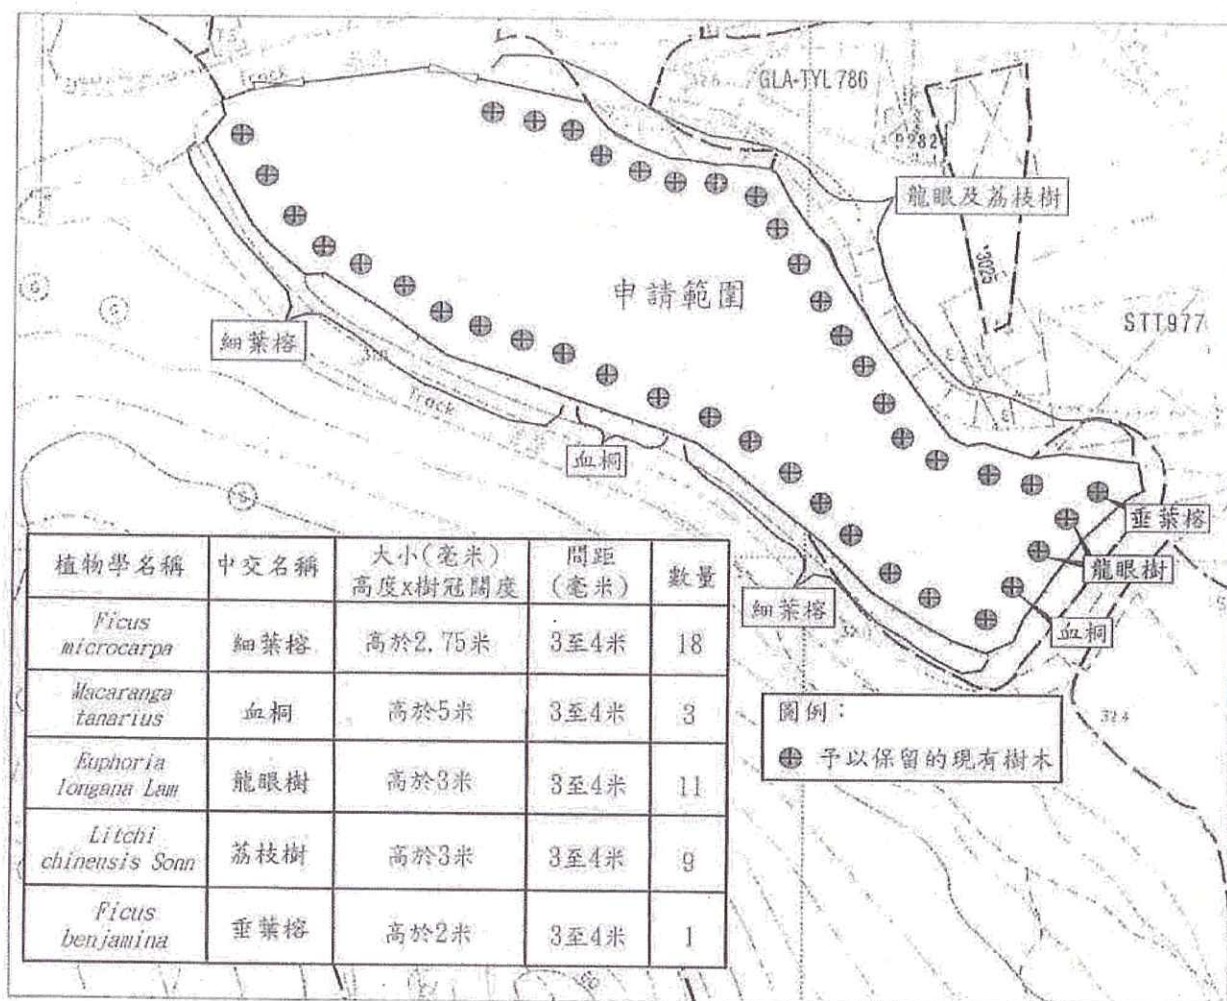 Track
GLA-TYL 786
龍眼及荔枝樹
申請範圍
STT977
細葉榕
Track
血桐
垂葉榕
龍眼樹
細葉榕
血桐
324
圖例：
予以保留的現有樹木
植物學名稱 中交名稱 大小(毫米) 高度x樹冠闊度 間距 (毫米) 數量
Ficus microcarpa 細葉榕 高於2.75米 3至4米 18
Macaranga tanarius 血桐 高於5米 3至4米 3
Euphoria longana Lam 龍眼樹 高於3米 3至4米 11
Litchi chinensis Sonn 荔枝樹 高於3米 3至4米 9
Ficus benjamina 垂葉榕 高於2米 3至4米 1